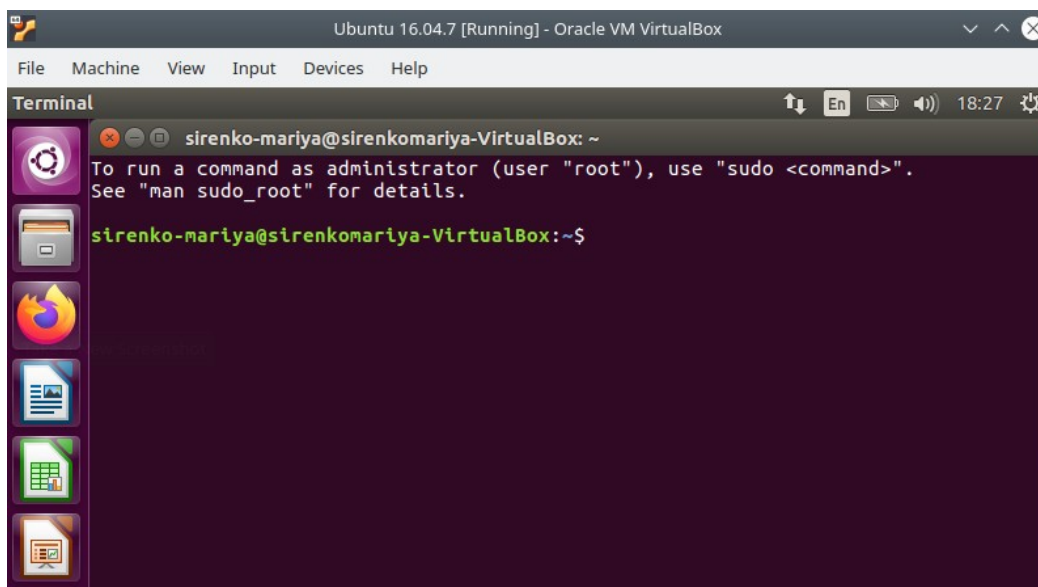 Ubuntu 16.04.7 [Running] - Oracle VM VirtualBox
File Machine View Input Devices Help
Terminal En 18:27
sirenko-mariya@sirenkomariya-VirtualBox: ~
To run a command as administrator (user "root"), use "sudo <command>".
See "man sudo_root" for details.
sirenko-mariya@sirenkomariya-VirtualBox:~$